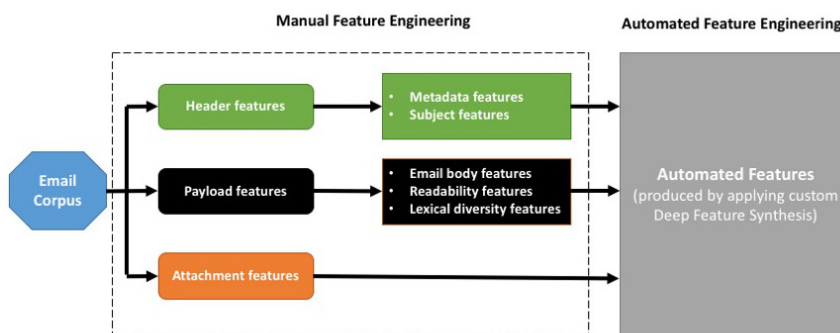 Manual Feature Engineering
Automated Feature Engineering
Header features
• Metadata features
• Subject features
Email
Corpus
Payload features
• Email body features
• Readability features
• Lexical diversity features
Attachment features
Automated Features
(produced by applying custom
Deep Feature Synthesis)